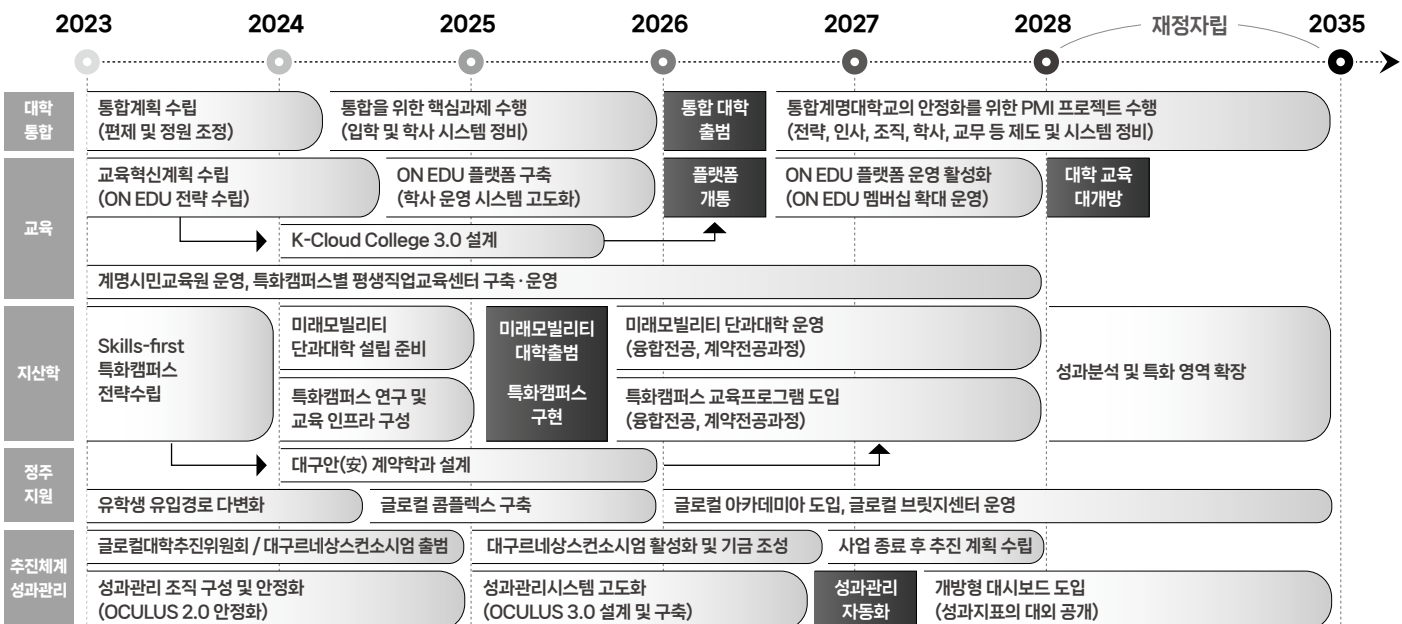 2023 2024 2025 2026 2027 2028 재정자립 2035
대학
통합
통합계획 수립
(편제 및 정원 조정)
통합을 위한 핵심과제 수행
(입학 및 학사 시스템 정비)
통합 대학
출범
통합계명대학교의 안정화를 위한 PMI 프로젝트 수행
(전략, 인사, 조직, 학사, 교무 등 제도 및 시스템 정비)
교육
교육혁신계획 수립
(ON EDU 전략 수립)
ON EDU 플랫폼 구축
(학사 운영 시스템 고도화)
플랫폼
개통
ON EDU 플랫폼 운영 활성화
(ON EDU 멤버십 확대 운영)
대학 교육
대개방
K-Cloud College 3.0 설계
계명시민교육원 운영, 특화캠퍼스별 평생직업교육센터 구축·운영
지산학
Skills-first
특화캠퍼스
전략수립
미래모빌리티
단과대학 설립 준비
특화캠퍼스 연구 및
교육 인프라 구성
미래모빌리티
대학출범
특화캠퍼스
구현
미래모빌리티 단과대학 운영
(융합전공, 계약전공과정)
특화캠퍼스 교육프로그램 도입
(융합전공, 계약전공과정)
성과분석 및 특화 영역 확장
정주
지원
대구안(安) 계약학과 설계
유학생 유입경로 다변화
글로컬 콤플렉스 구축
글로컬 아카데미아 도입, 글로컬 브릿지센터 운영
추진체계
성과관리
글로컬대학추진위원회 / 대구르네상스컨소시엄 출범
대구르네상스컨소시엄 활성화 및 기금 조성
사업 종료 후 추진 계획 수립
성과관리 조직 구성 및 안정화
(OCULUS 2.0 안정화)
성과관리시스템 고도화
(OCULUS 3.0 설계 및 구축)
성과관리
자동화
개방형 대시보드 도입
(성과지표의 대외 공개)